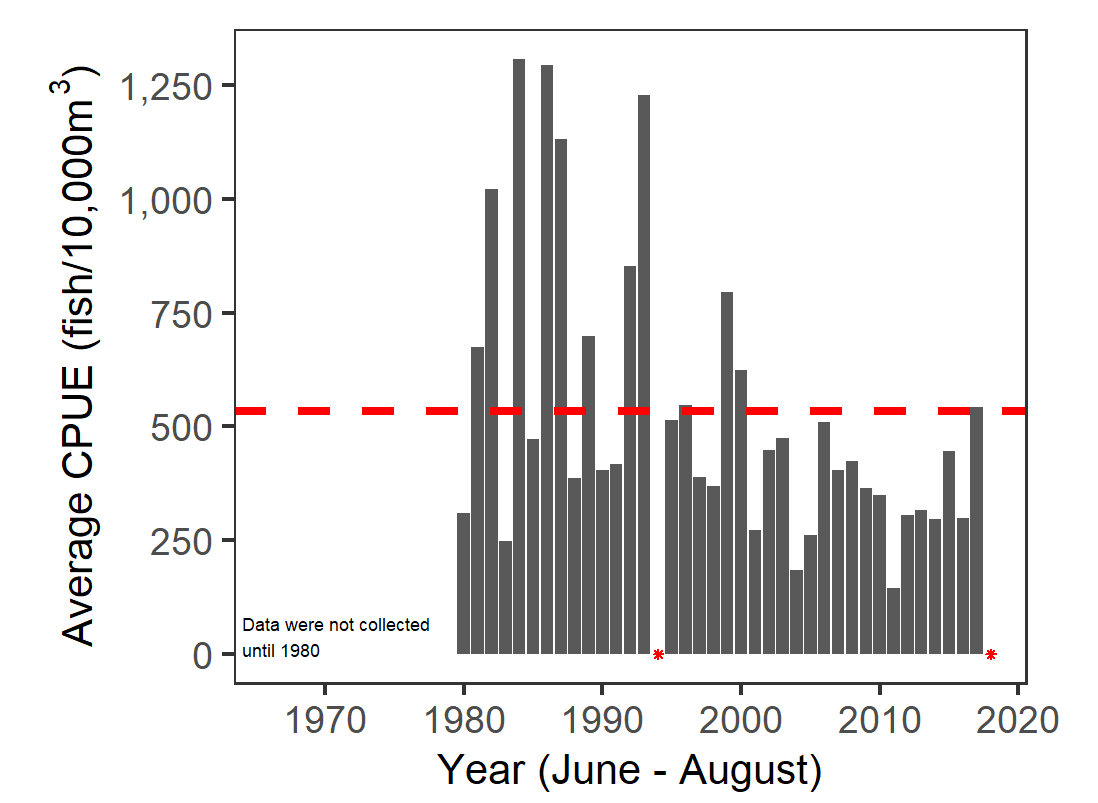 Average CPUE (fish/10,000m³)
1,250
1,000
750
500
250
0
Data were not collected
until 1980
1970 1980 1990 2000 2010 2020
Year (June - August)